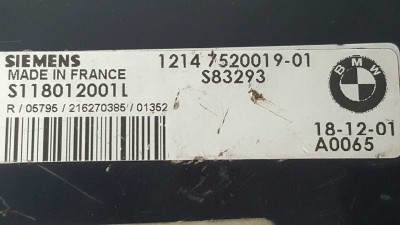 SIEMENS
MADE IN FRANCE
S118012001L
R / 05795 / 216270385 / 01352
1214 7520019-01
S83293
BMW
18-12-01
A0065